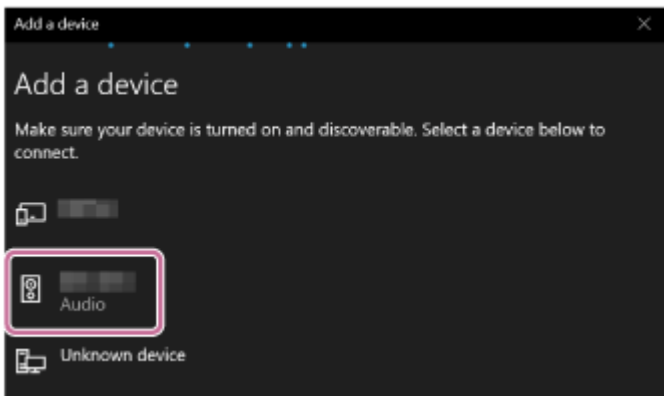 Add a device
Add a device
Make sure your device is turned on and discoverable. Select a device below to
connect.
Audio
Unknown device